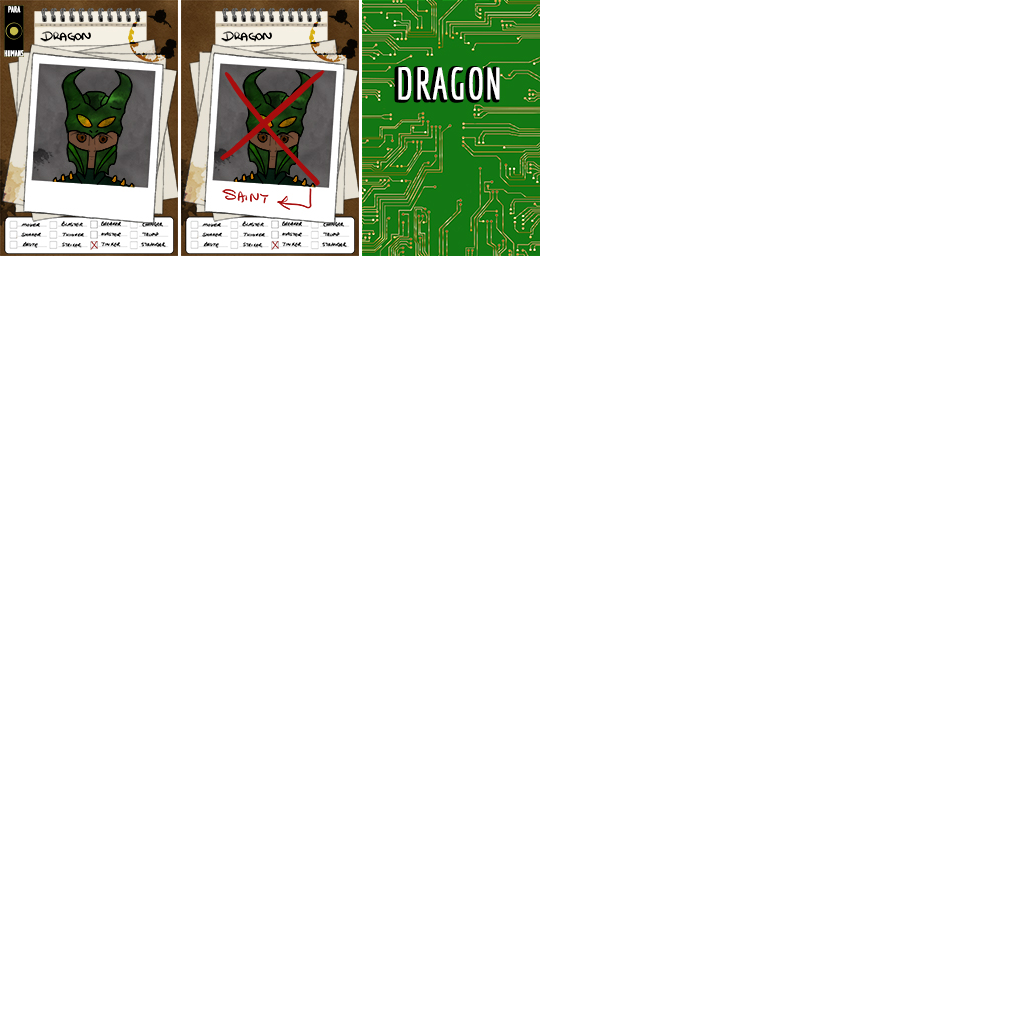 PARA
HUMANS
DRAGON
MOVER
BLASTER
BREAKER
CHANGER
SHAKER
THINKER
MASTER
TRUMP
BRUTE
STRIKER
TINKER
STRANGER
DRAGON
SAINT
MOVER
BLASTER
BREAKER
CHANGER
SHAKER
THINKER
MASTER
TRUMP
BRUTE
STRIKER
TINKER
STRANGER
DRAGON